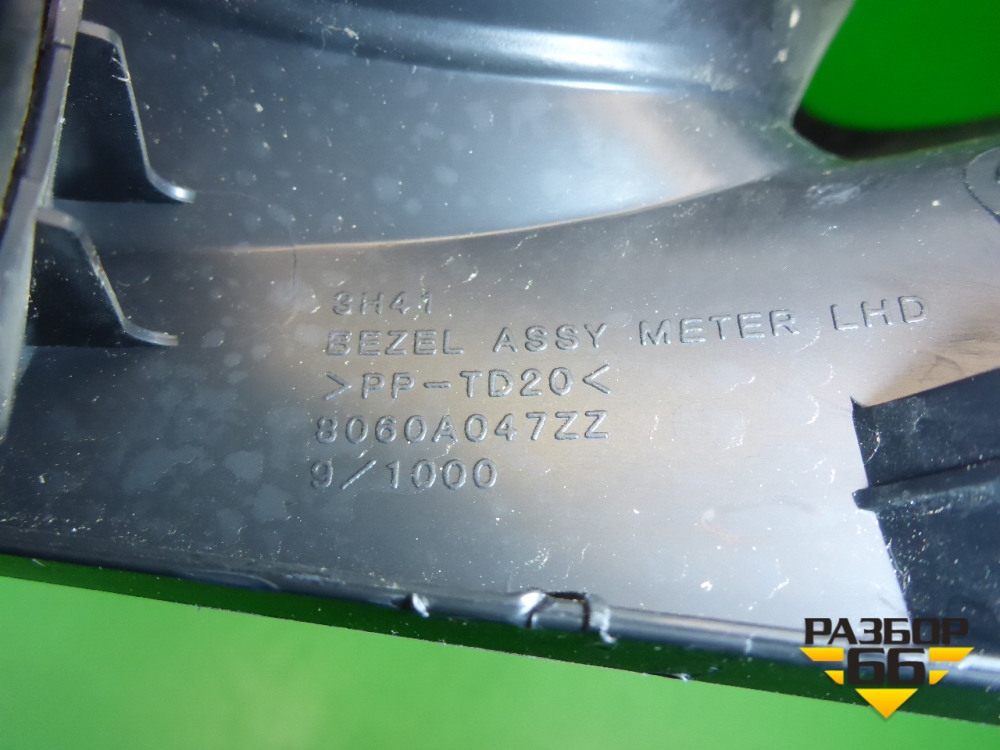 3H41
BEZEL ASSY METER LHD
>PP-TD20<
8060A047ZZ
9/1000
РАЗБОР
66